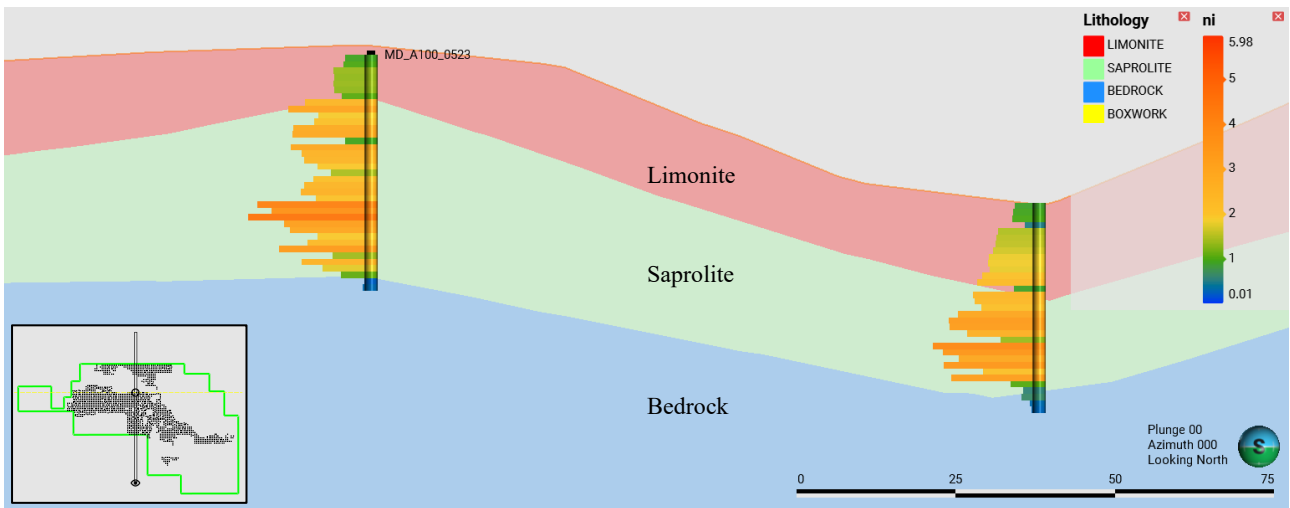 Lithology
LIMONITE
SAPROLITE
BEDROCK
BOXWORK
ni
5.98
5
4
3
2
1
0.01
MD_A100_0523
Limonite
Saprolite
Bedrock
Plunge 00
Azimuth 000
Looking North
S
0 25 50 75